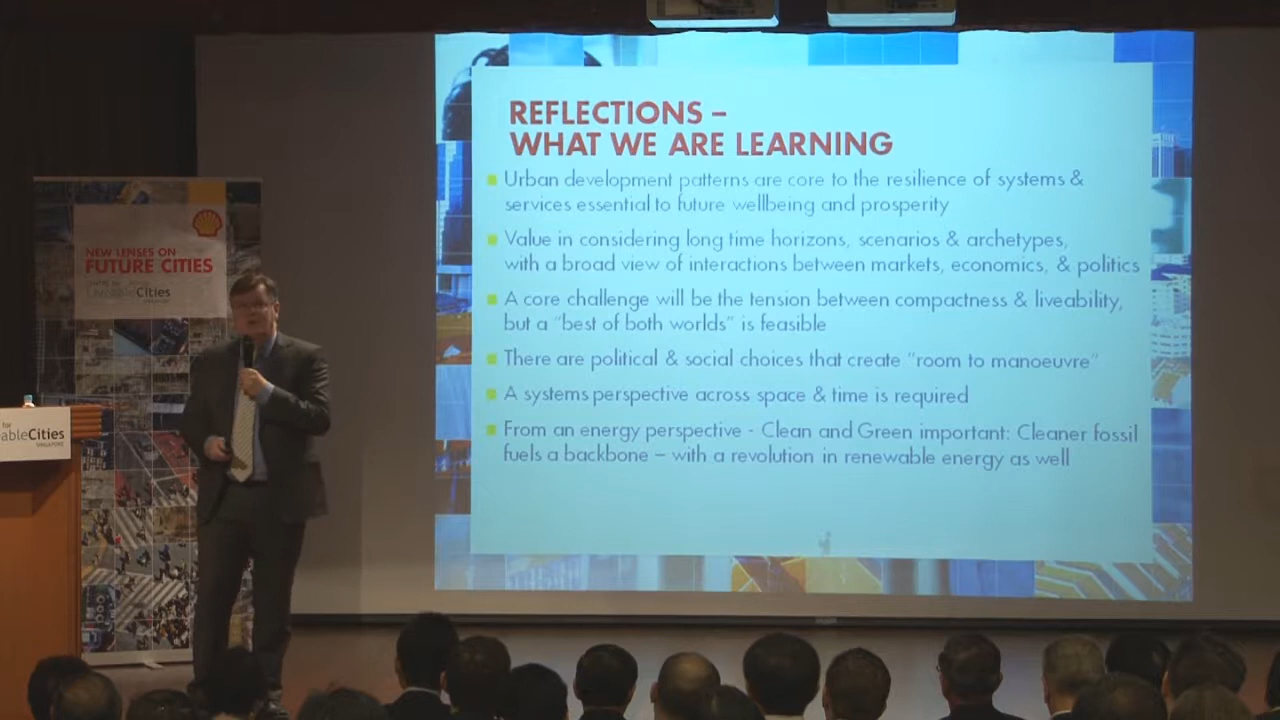 REFLECTIONS –
WHAT WE ARE LEARNING
Urban development patterns are core to the resilience of systems &
services essential to future wellbeing and prosperity
Value in considering long time horizons, scenarios & archetypes,
with a broad view of interactions between markets, economics, & politics
A core challenge will be the tension between compactness & liveability,
but a "best of both worlds" is feasible
There are political & social choices that create "room to manoeuvre"
A systems perspective across space & time is required
From an energy perspective - Clean and Green important: Cleaner fossil
fuels a backbone – with a revolution in renewable energy as well
NEW LENSES ON
FUTURE CITIES
LiveableCities
for
ableCities
SINGAPORE